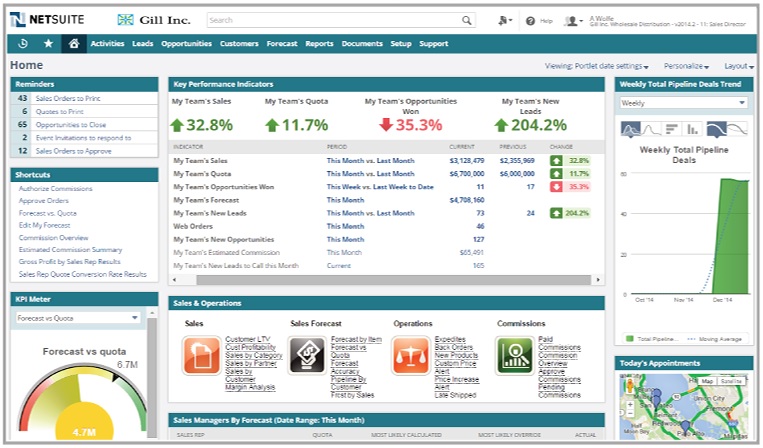 NETSUITE
Gill Inc.
Search
Help
A Wolfe
Gill Inc. Wholesale Distribution - v2014.2 - 11: Sales Director
Activities Leads Opportunities Customers Forecast Reports Documents Setup Support
Home
Viewing: Portlet date settings
Personalize
Layout
Reminders
43 Sales Orders to Print
6 Quotes to Print
65 Opportunities to Close
2 Event Invitations to respond to
12 Sales Orders to Approve
Shortcuts
Authorize Commissions
Approve Orders
Forecast vs. Quota
Edit My Forecast
Commission Overview
Estimated Commission Summary
Gross Profit by Sales Rep Results
Sales Rep Quote Conversion Rate Results
KPI Meter
Forecast vs Quota
Forecast vs quota
6.7M
4.7M
Key Performance Indicators
My Team's Sales
32.8%
My Team's Quota
11.7%
My Team's Opportunities
Won
35.3%
My Team's New
Leads
204.2%
INDICATOR PERIOD CURRENT PREVIOUS CHANGE
My Team's Sales This Month vs. Last Month $3,128,479 $2,355,969 32.8%
My Team's Quota This Month vs. Last Month $6,700,000 $6,000,000 11.7%
My Team's Opportunities Won This Week vs. Last Week to Date 11 17 35.3%
My Team's Forecast This Month $4,708,160
My Team's New Leads This Month vs. Last Month 73 24 204.2%
Web Orders This Month 46
My Team's New Opportunities This Month 127
My Team's Estimated Commission This Month $65,491
My Team's New Leads to Call this Month Current 165
Sales & Operations
Sales
Customer LTV
Cust Profitability
Sales by Category
Sales by Partner
Sales by
Customer
Margin Analysis
Sales Forecast
Forecast by Item
Forecast vs
Quota
Forecast
Accuracy
Pipeline By
Customer
Frcst by Sales
Operations
Expedites
Back Orders
New Products
Custom Price
Alert
Price Increase
Alert
Late Shipped
Commissions
Paid
Commissions
Commission
Overview
Approve
Commissions
Pending
Commissions
Sales Managers By Forecast (Date Range: This Month)
SALES REP QUOTA MOST LIKELY CALCULATED MOST LIKELY OVERRIDE ACTUAL
Weekly Total Pipeline Deals Trend
Weekly
Weekly Total Pipeline
Deals
60
40
20
0
Oct '14 Nov '14 Dec '14
Total Pipeline... Moving Average
Today's Appointments
Map Satellite
Union City
Fremont
Palo Alto